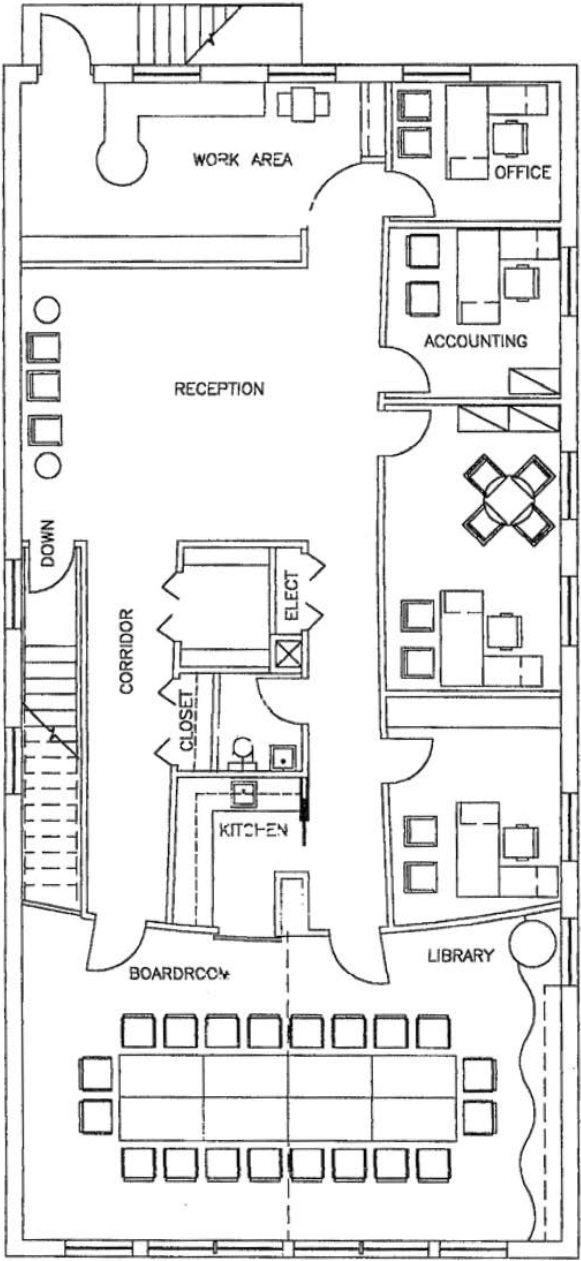 WORK AREA
OFFICE
ACCOUNTING
RECEPTION
DOWN
ELECT
CORRIDOR
CLOSET
KITCHEN
LIBRARY
BOARDROOM